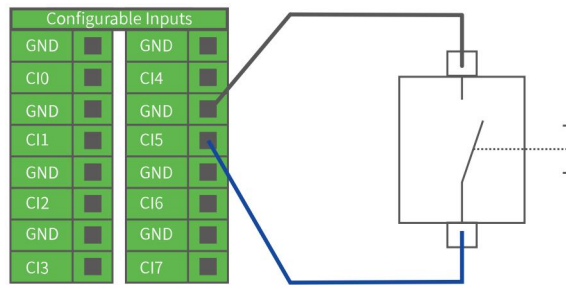 Configurable Inputs
GND GND
CI0 CI4
GND GND
CI1 CI5
GND GND
CI2 CI6
GND GND
CI3 CI7